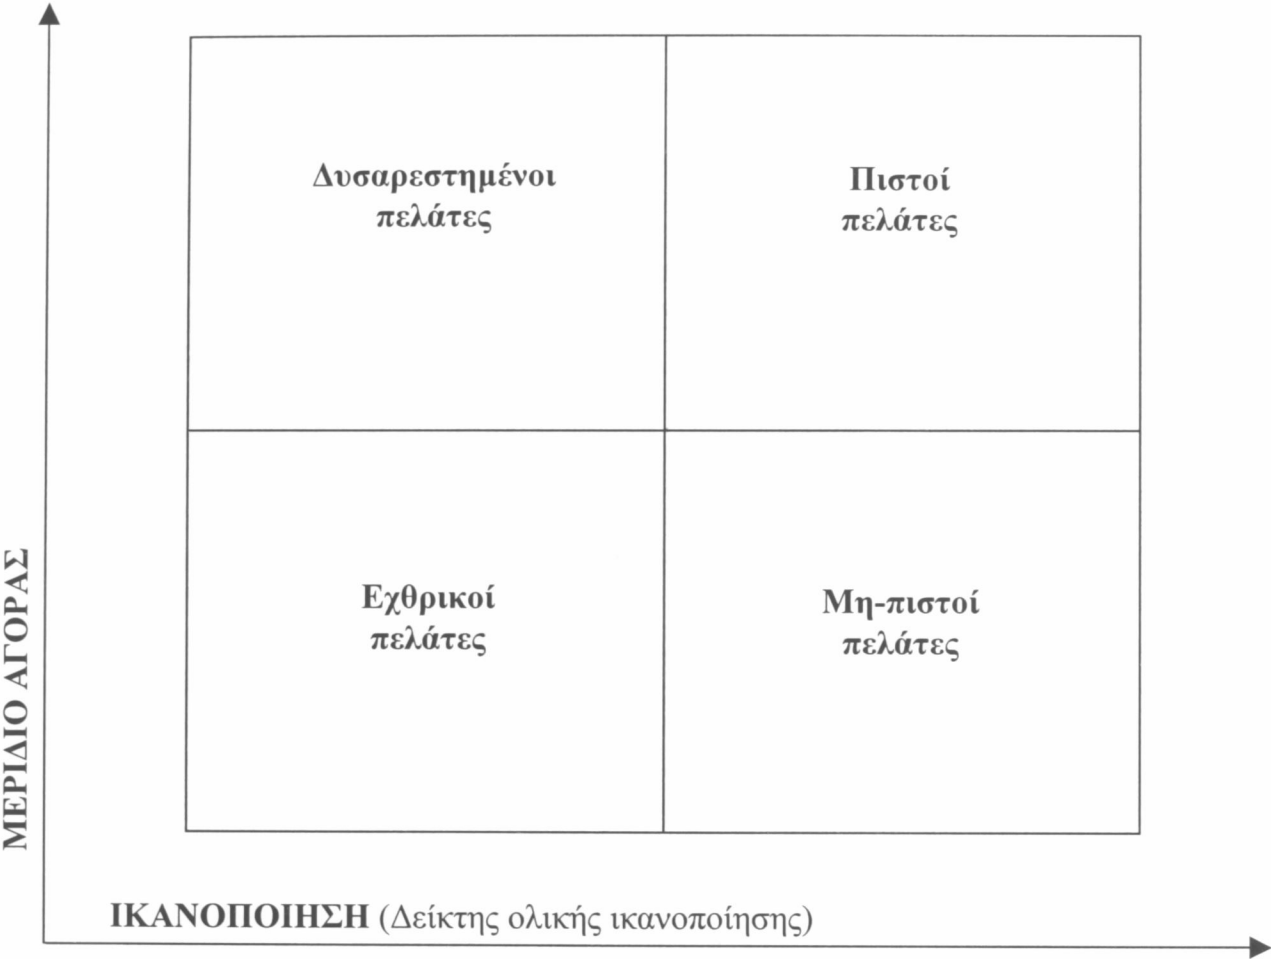 Δυσαρεστημένοι
πελάτες
Πιστοί
πελάτες
Εχθρικοί
πελάτες
Μη-πιστοί
πελάτες
ΜΕΡΙΔΙΟ ΑΓΟΡΑΣ
ΙΚΑΝΟΠΟΙΗΣΗ (Δείκτης ολικής ικανοποίησης)